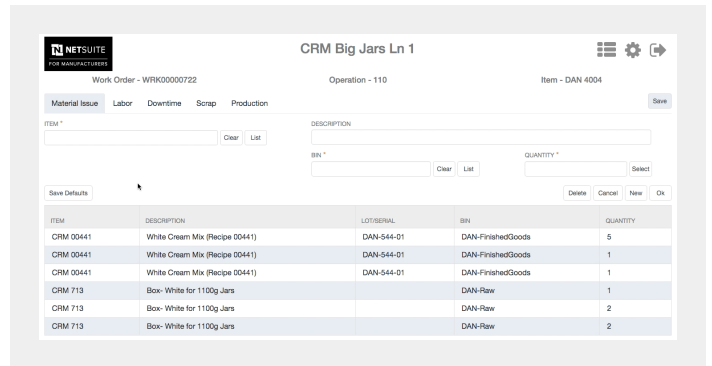 N NETSUITE
FOR MANUFACTURERS
CRM Big Jars Ln 1
Work Order - WRK00000722 Operation - 110 Item - DAN 4004
Material Issue Labor Downtime Scrap Production Save
ITEM * DESCRIPTION
Clear List
BIN * QUANTITY *
Clear List Select
Save Defaults Delete Cancel New Ok
ITEM DESCRIPTION LOT/SERIAL BIN QUANTITY
CRM 00441 White Cream Mix (Recipe 00441) DAN-544-01 DAN-FinishedGoods 5
CRM 00441 White Cream Mix (Recipe 00441) DAN-544-01 DAN-FinishedGoods 1
CRM 00441 White Cream Mix (Recipe 00441) DAN-544-01 DAN-FinishedGoods 1
CRM 713 Box- White for 1100g Jars DAN-Raw 1
CRM 713 Box- White for 1100g Jars DAN-Raw 2
CRM 713 Box- White for 1100g Jars DAN-Raw 2